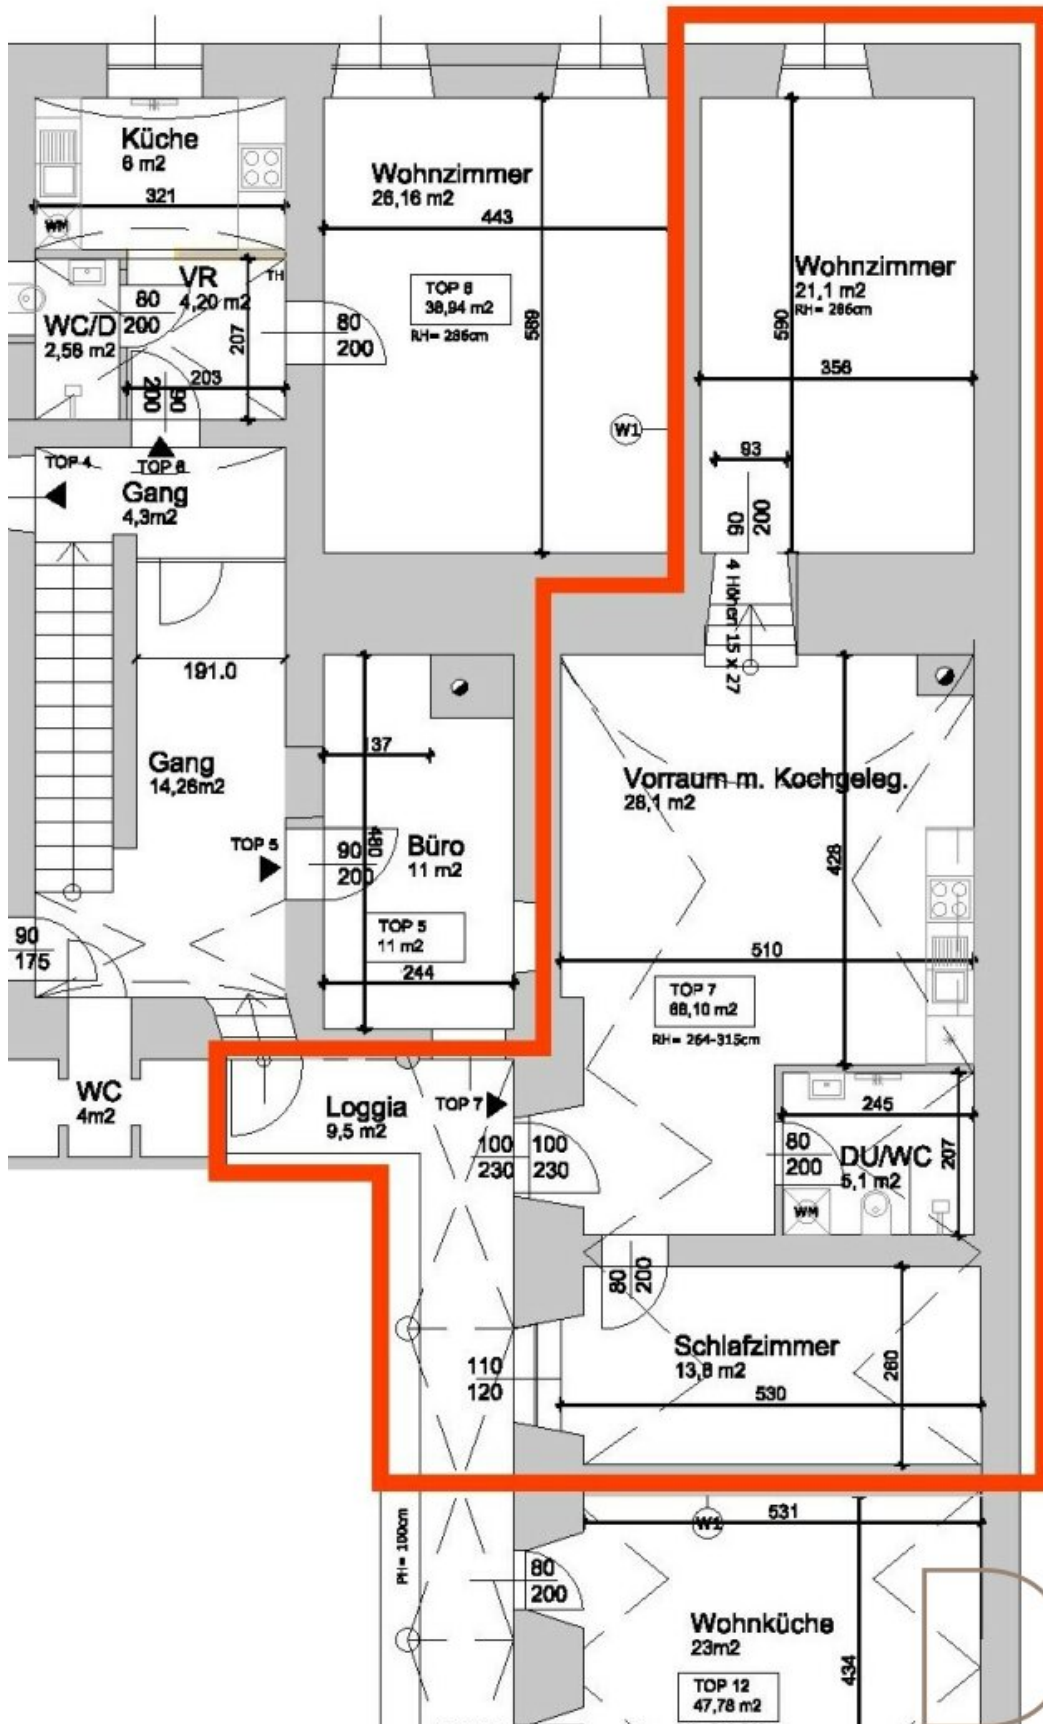 Küche
6 m2
321
WM
VR
4,20 m2
TH
80
200
WC/D
2,56 m2
207
203
90
200
80
200
Wohnzimmer
26,16 m2
443
TOP 6
38,94 m2
RH= 286cm
589
W1
Wohnzimmer
21,1 m2
RH= 286cm
590
356
93
90
200
4 Höhen 15 X 27
TOP 4
TOP 6
Gang
4,3m2
191.0
Gang
14,26m2
TOP 5
137
480
90
200
Büro
11 m2
TOP 5
11 m2
244
90
175
WC
4m2
Vorraum m. Kochgeleg.
28,1 m2
428
510
TOP 7
68,10 m2
RH= 264-315cm
Loggia
9,5 m2
TOP 7
100
230
100
230
245
80
200
DU/WC
5,1 m2
207
WM
80
200
Schlafzimmer
13,8 m2
260
110
120
530
PH= 100cm
W1
531
80
200
Wohnküche
23m2
434
TOP 12
47,78 m2